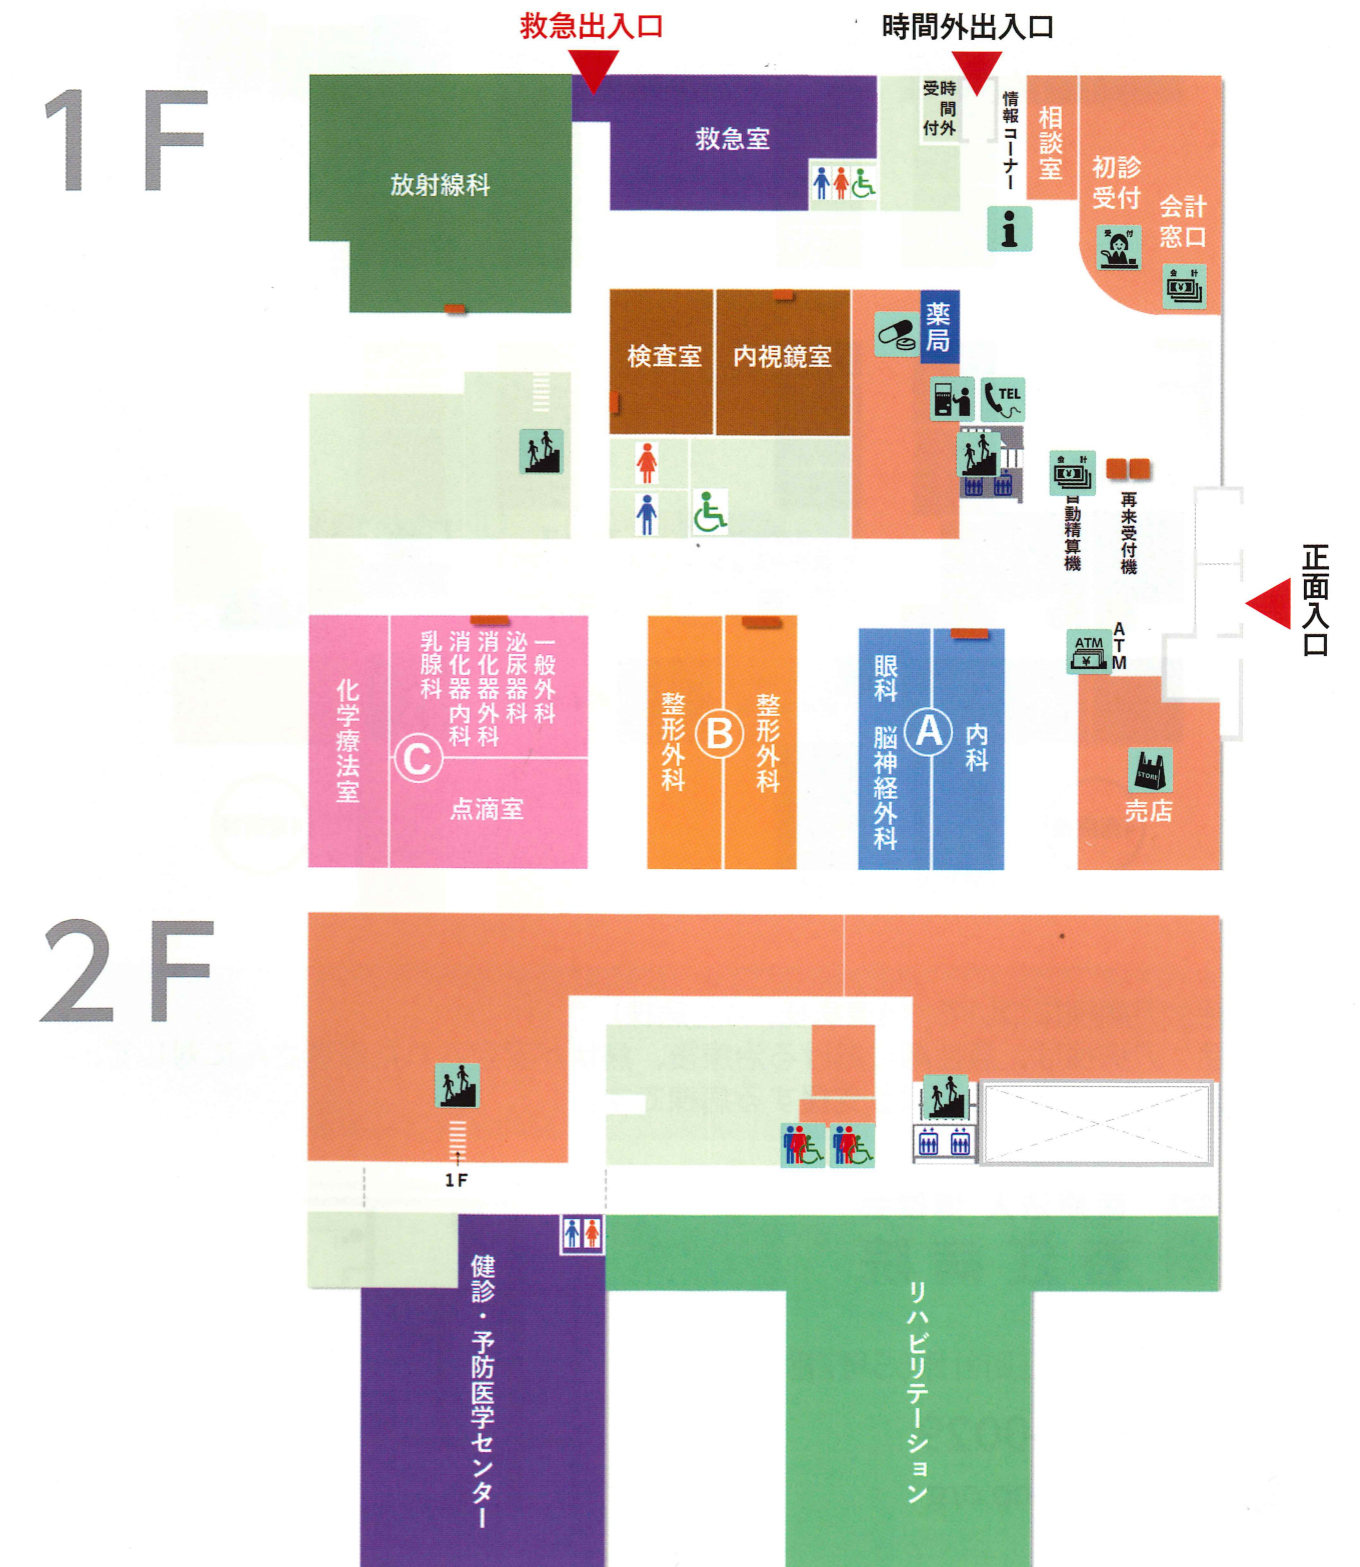 救急出入口
時間外出入口
1F
放射線科
救急室
時間外
受付
情報コーナー
相談室
初診
受付
受付
会計
窓口
会計
薬局
検査室
内視鏡室
TEL
会計
自動精算機
再来受付機
正面入口
ATM
ATM
化学療法室
乳腺科
消化器内科
消化器外科
泌尿器科
一般外科
C
点滴室
整形外科
B
整形外科
眼科 脳神経外科
A
内科
STORE
売店
2F
1F
健診・予防医学センター
リハビリテーション